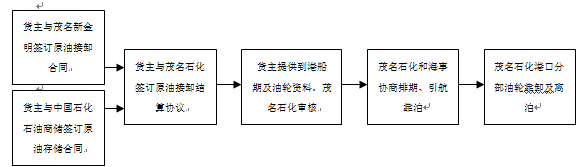 货主与茂名新金
明签订原油接卸
合同。
货主与中国石化
石油商储签订原
油存储合同。
货主与茂名石化
签订原油接卸结
算协议。
货主提供到港船
期及油轮资料，茂
名石化审核。
茂名石化和海事
协商排期、引航
靠泊
茂名石化港口分
部油轮靠卸及离
泊